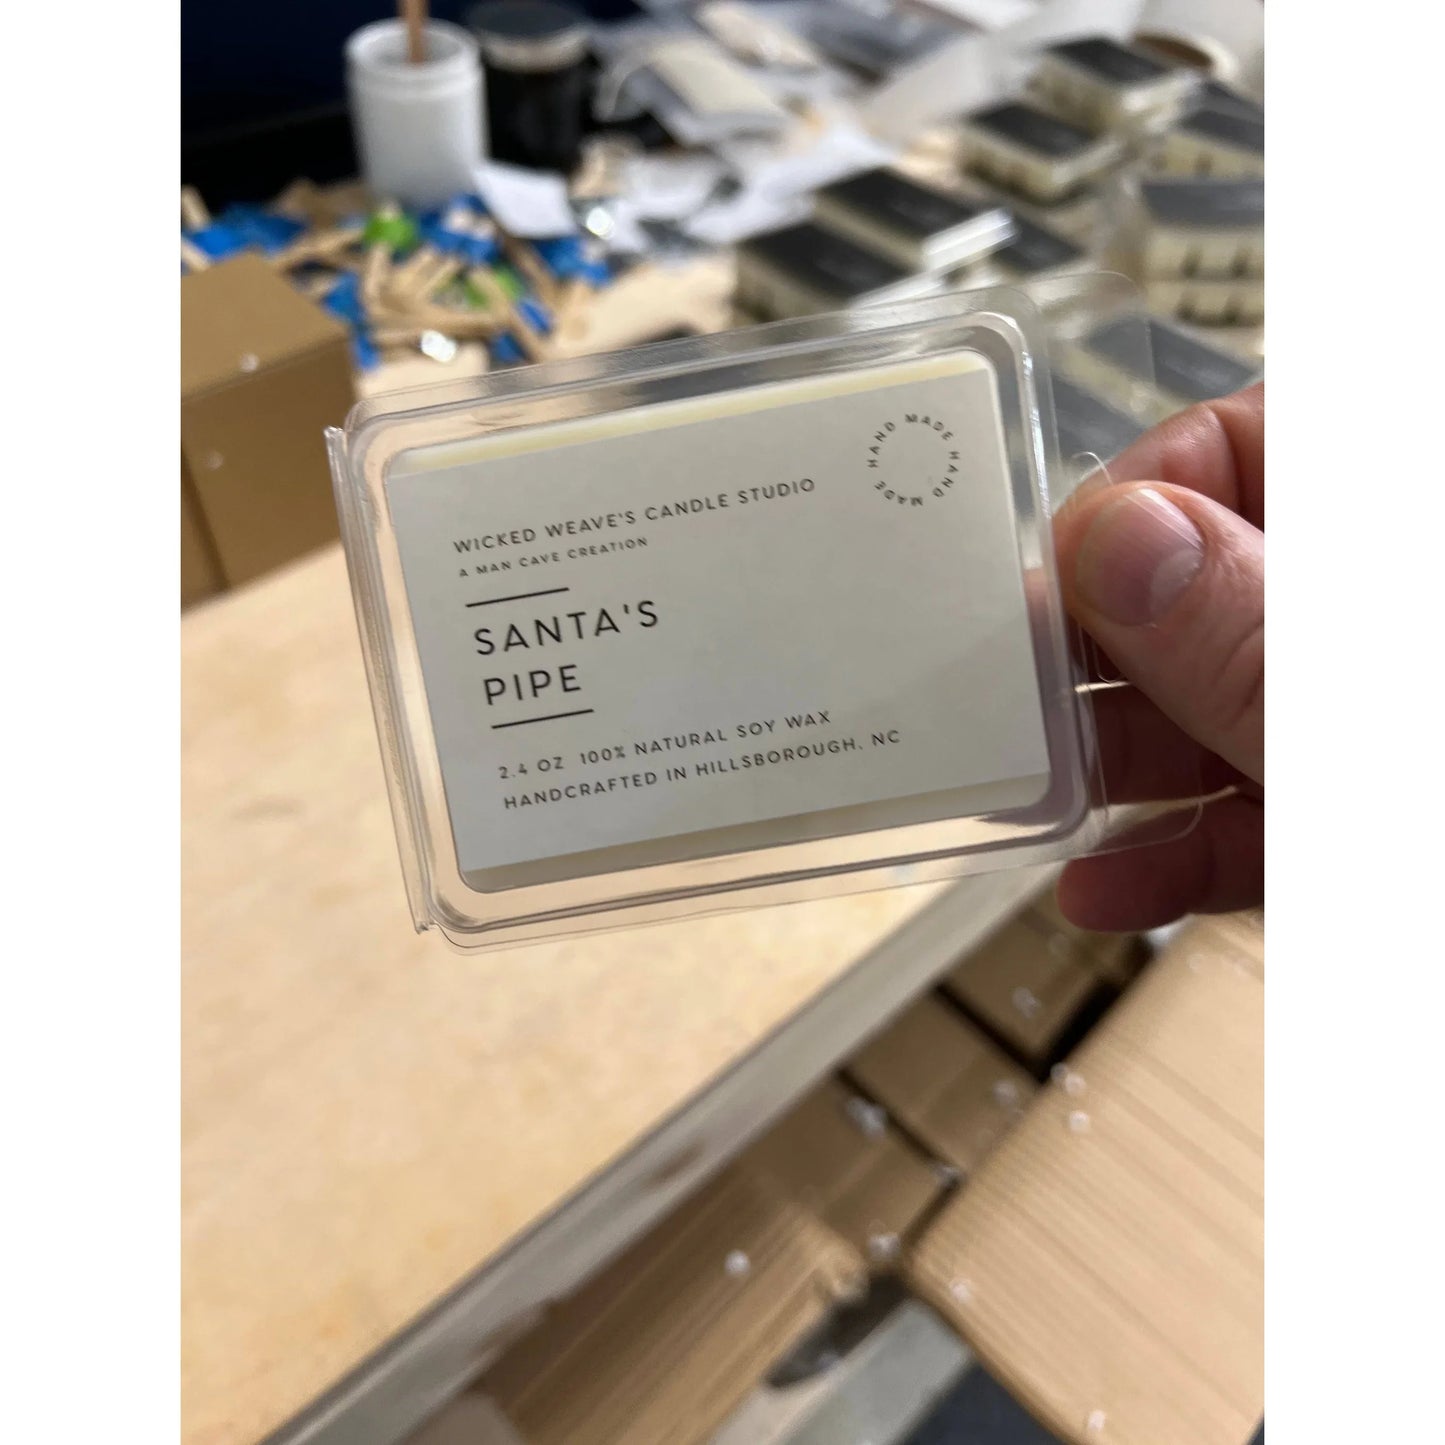 WICKED WEAVE'S CANDLE STUDIO
A MAN CAVE CREATION
SANTA'S
PIPE
2.4 OZ 100% NATURAL SOY WAX
HANDCRAFTED IN HILLSBOROUGH, NC
HAND MADE HAND MADE